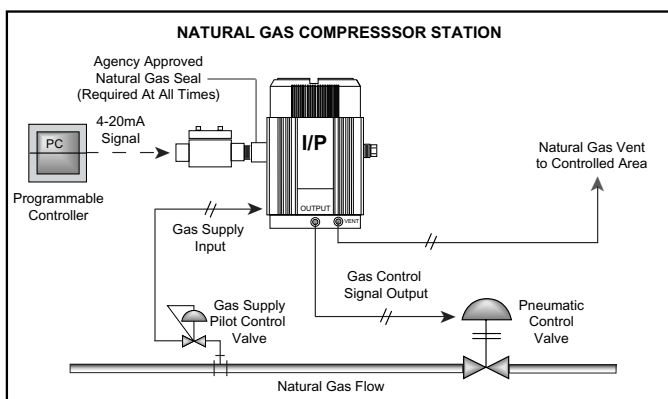 NATURAL GAS COMPRESSSOR STATION
Agency Approved
Natural Gas Seal
(Required At All Times)
4-20mA
Signal
PC
Programmable
Controller
I/P
OUTPUT
VENT
Natural Gas Vent
to Controlled Area
Gas Supply
Input
Gas Control
Signal Output
Gas Supply
Pilot Control
Valve
Pneumatic
Control
Valve
Natural Gas Flow